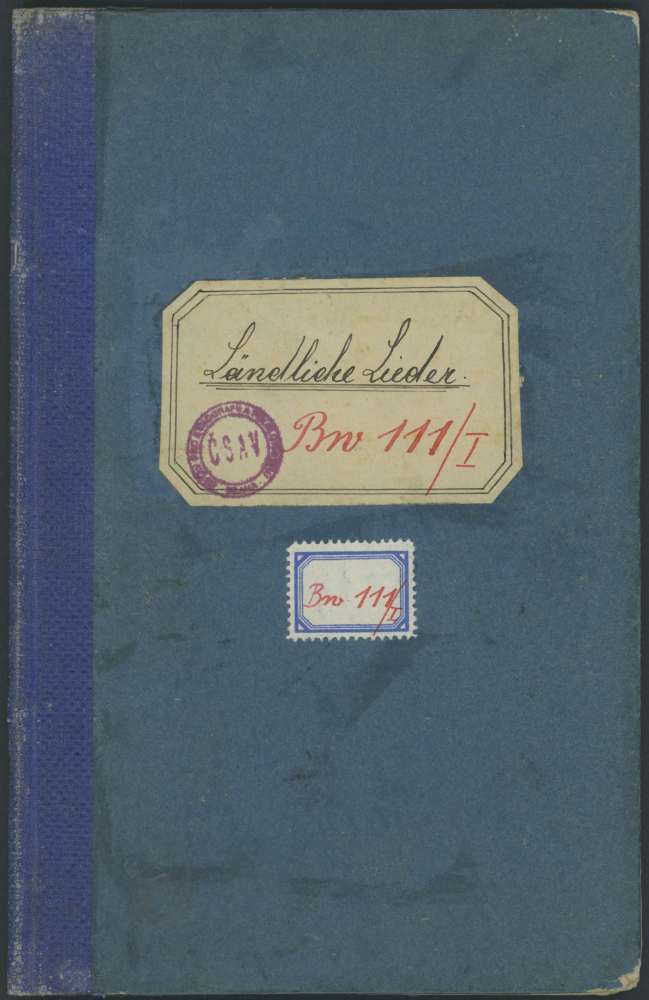 Ländliche Lieder.
Bw 111/I
ČSAV
Bw 111/I